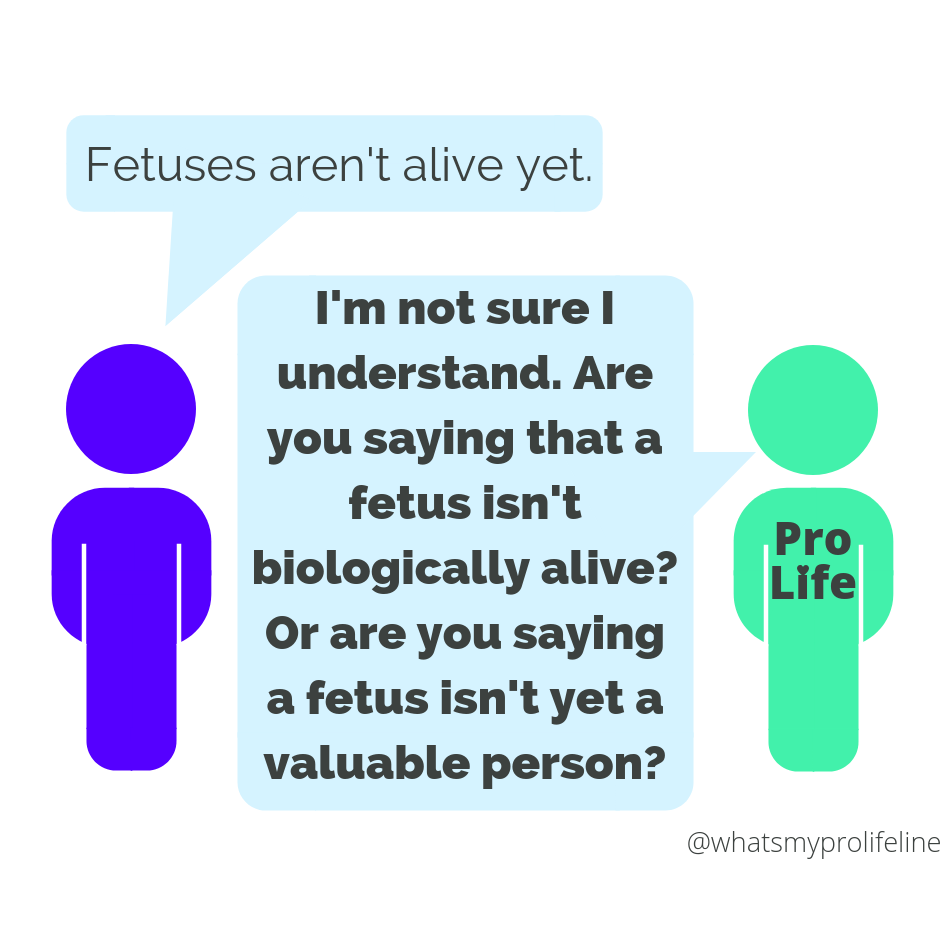 Fetuses aren't alive yet.
I'm not sure I
understand. Are
you saying that a
fetus isn't
biologically alive?
Or are you saying
a fetus isn't yet a
valuable person?
Pro
Life
@whatsmyprolifeline